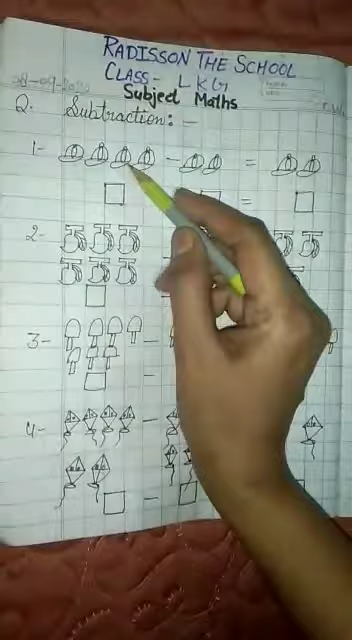 RADISSON THE SCHOOL
CLASS- LKG
Subject Maths
Q. Subtraction:-
1- - =
=
2-
3- -
-
4- -
-